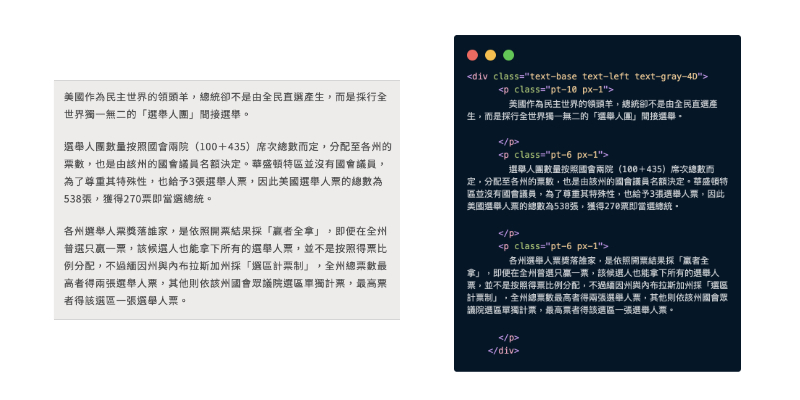 美國作為民主世界的領頭羊，總統卻不是由全民直選產生，而是採行全
世界獨一無二的「選舉人團」間接選舉。
選舉人團數量按照國會兩院（100＋435）席次總數而定，分配至各州的
票數，也是由該州的國會議員名額決定。華盛頓特區並沒有國會議員，
為了尊重其特殊性，也給予3張選舉人票，因此美國選舉人票的總數為
538張，獲得270票即當選總統。
各州選舉人票獎落誰家，是依照開票結果採「贏者全拿」，即便在全州
普選只贏一票，該候選人也能拿下所有的選舉人票，並不是按照得票比
例分配，不過緬因州與內布拉斯加州採「選區計票制」，全州總票數最
高者得兩張選舉人票，其他則依該州國會眾議院選區單獨計票，最高票
者得該選區一張選舉人票。
<div class="text-base text-left text-gray-4D">
<p class="pt-10 px-1">
美國作為民主世界的領頭羊，總統卻不是由全民直選產
生，而是採行全世界獨一無二的「選舉人團」間接選舉。
</p>
<p class="pt-6 px-1">
選舉人團數量按照國會兩院（100＋435）席次總數而
定，分配至各州的票數，也是由該州的國會議員名額決定。華盛頓特
區並沒有國會議員，為了尊重其特殊性，也給予3張選舉人票，因此
美國選舉人票的總數為538張，獲得270票即當選總統。
</p>
<p class="pt-6 px-1">
各州選舉人票獎落誰家，是依照開票結果採「贏者全
拿」，即便在全州普選只贏一票，該候選人也能拿下所有的選舉人
票，並不是按照得票比例分配，不過緬因州與內布拉斯加州採「選區
計票制」，全州總票數最高者得兩張選舉人票，其他則依該州國會眾
議院選區單獨計票，最高票者得該選區一張選舉人票。
</p>
</div>